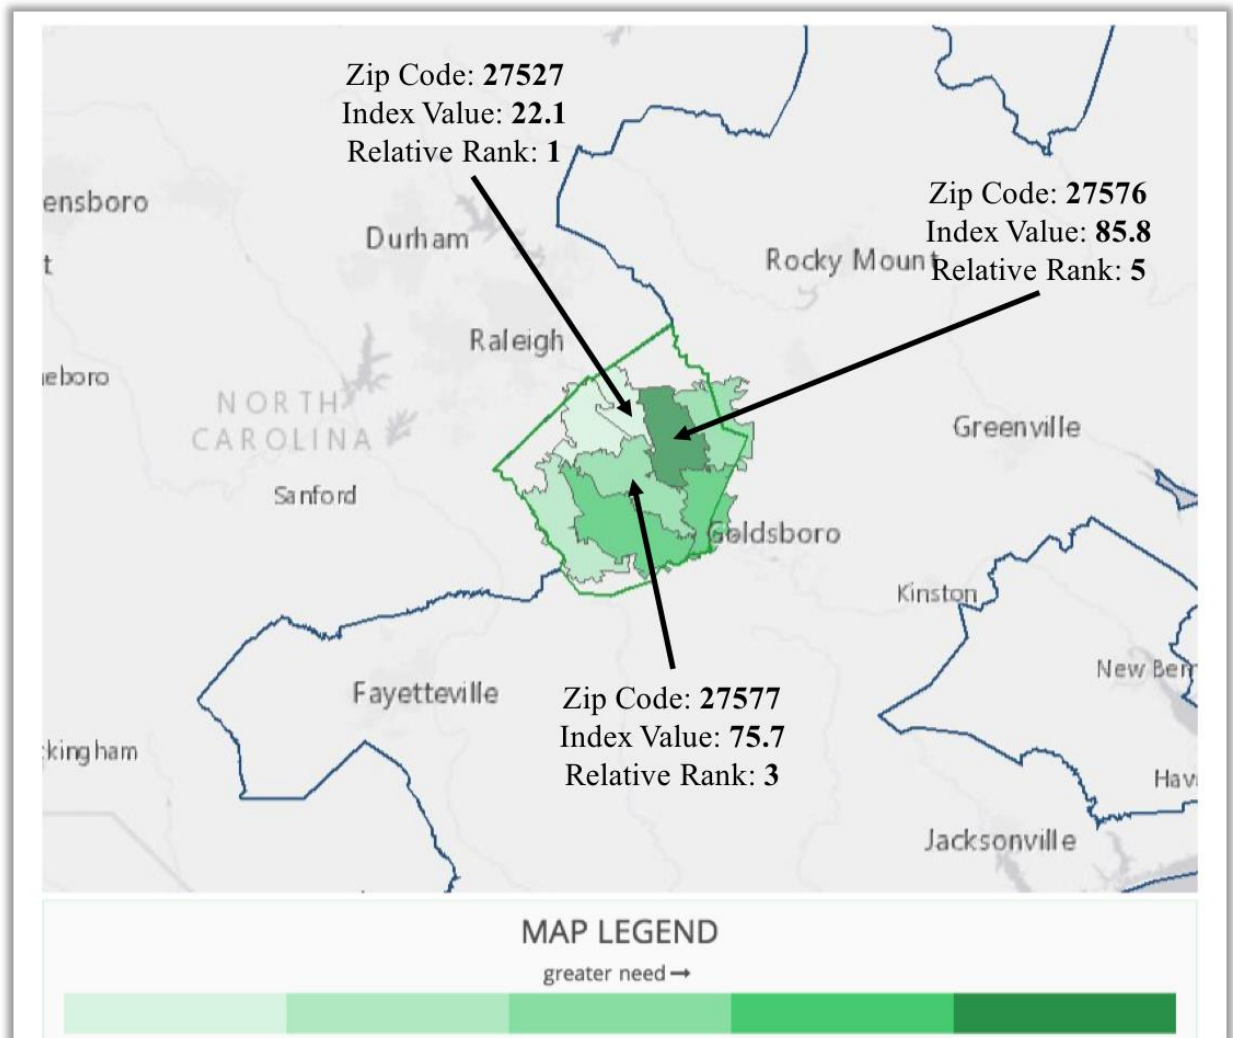 Zip Code: 27527
Index Value: 22.1
Relative Rank: 1
Zip Code: 27576
Index Value: 85.8
Relative Rank: 5
ensboro
Durham
t
Rocky Mount
Raleigh
eboro
NORTH
CAROLINA
Greenville
Sanford
Goldsboro
Kinston
New Bern
Fayetteville
Zip Code: 27577
Index Value: 75.7
Relative Rank: 3
kingham
Hav
Jacksonville
MAP LEGEND
greater need →